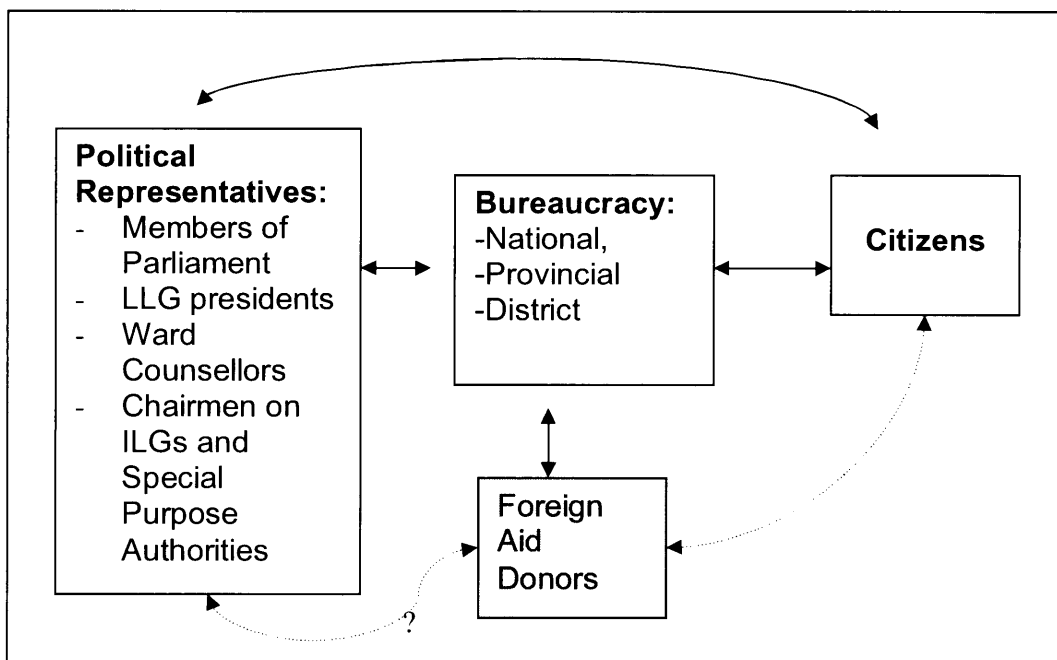 Political
Representatives:
- Members of
Parliament
- LLG presidents
- Ward
Counsellors
- Chairmen on
ILGs and
Special
Purpose
Authorities
Bureaucracy:
-National,
-Provincial
-District
Citizens
Foreign
Aid
Donors
?